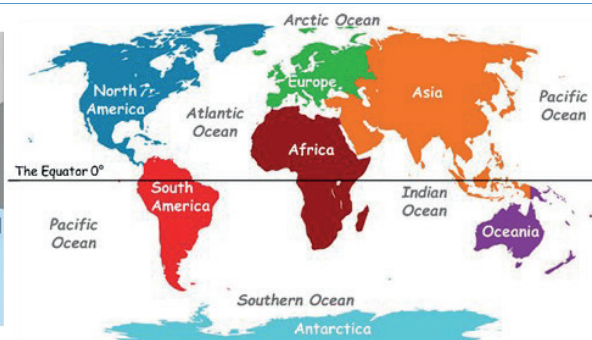 Arctic Ocean
Europe
North
America
Asia
Pacific
Ocean
Atlantic
Ocean
Africa
The Equator 0°
South
America
Indian
Ocean
Pacific
Ocean
Oceania
Southern Ocean
Antarctica